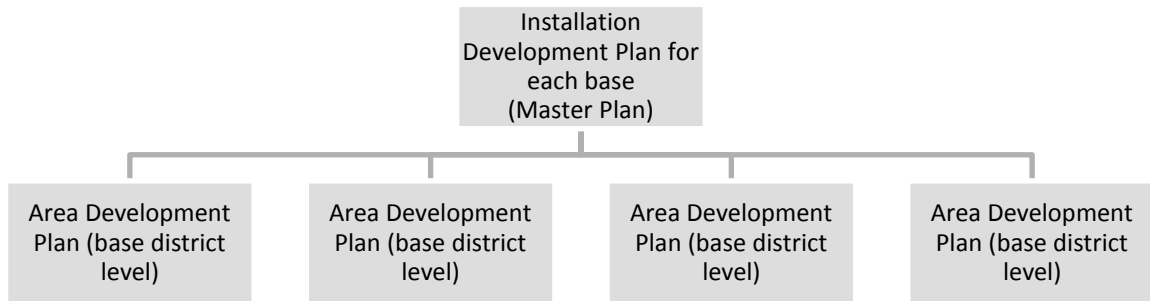 Installation
Development Plan for
each base
(Master Plan)
Area Development
Plan (base district
level)
Area Development
Plan (base district
level)
Area Development
Plan (base district
level)
Area Development
Plan (base district
level)